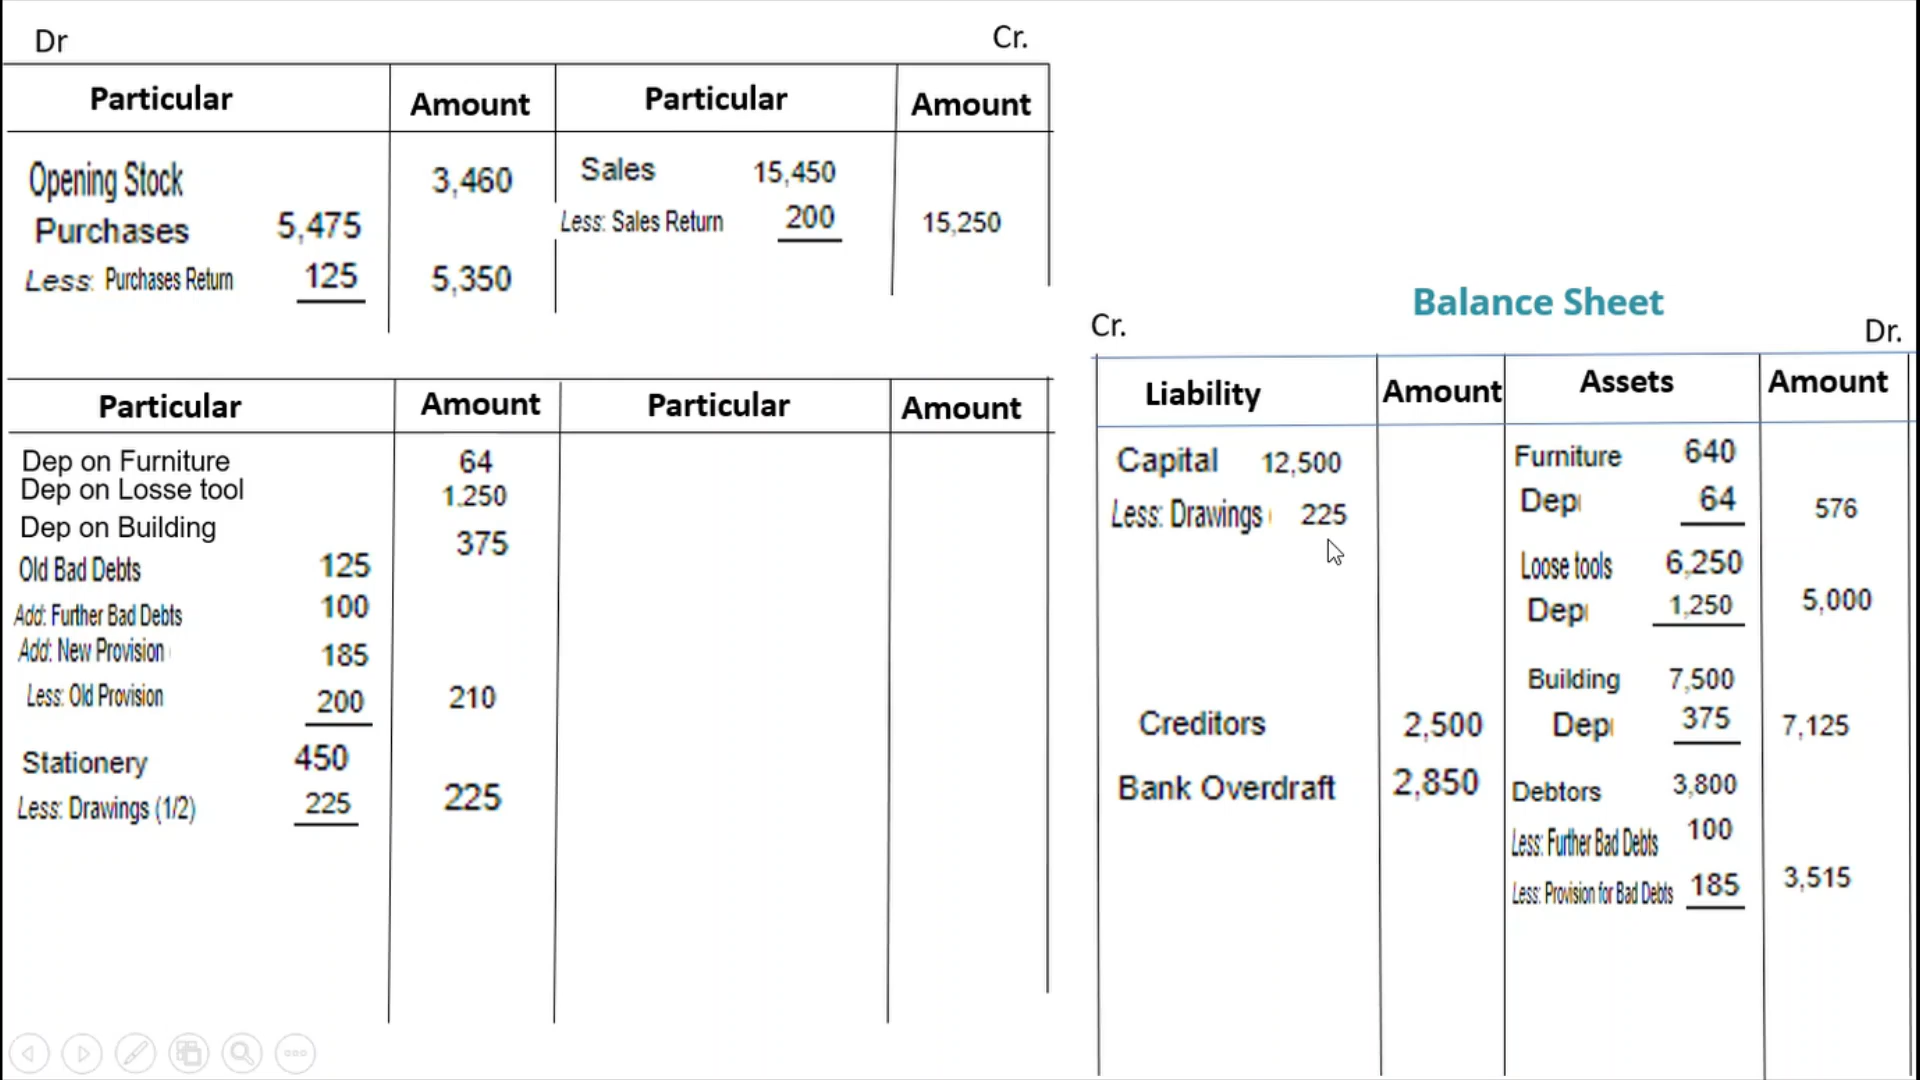 Dr
Cr.
Particular Amount Particular Amount
Opening Stock 3,460 Sales 15,450
Purchases 5,475 Less: Sales Return 200 15,250
Less: Purchases Return 125 5,350
Particular Amount Particular Amount
Dep on Furniture 64
Dep on Losse tool 1,250
Dep on Building 375
Old Bad Debts 125
Add: Further Bad Debts 100
Add: New Provision 185
Less: Old Provision 200 210
Stationery 450
Less: Drawings (1/2) 225 225
Balance Sheet
Cr.
Dr.
Liability Amount Assets Amount
Capital 12,500 Furniture 640
Less: Drawings 225 Dep 64 576
Loose tools 6,250
Dep 1,250 5,000
Building 7,500
Creditors 2,500 Dep 375 7,125
Bank Overdraft 2,850 Debtors 3,800
Less: Further Bad Debts 100
Less: Provision for Bad Debts 185 3,515